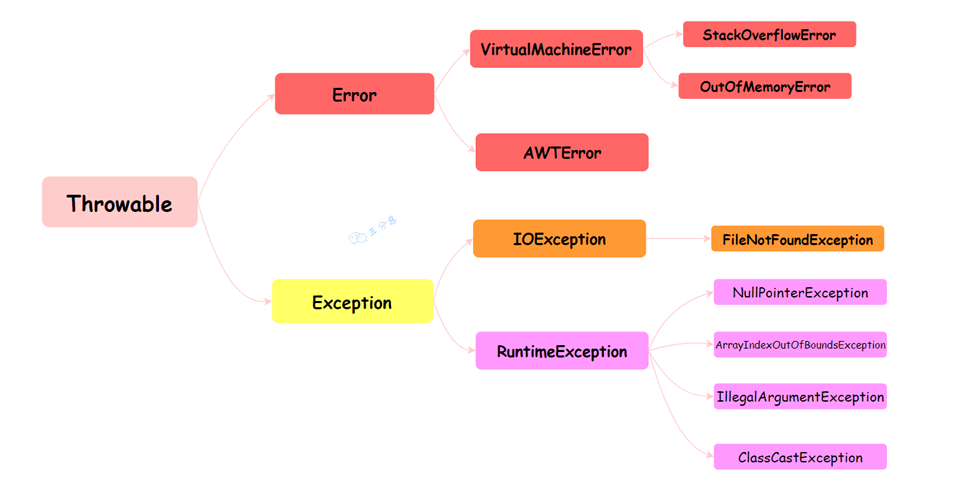 Throwable
Error
VirtualMachineError
StackOverflowError
OutOfMemoryError
AWTError
三分恶
Exception
IOException
FileNotFoundException
RuntimeException
NullPointerException
ArrayIndexOutOfBoundsException
IllegalArgumentException
ClassCastException